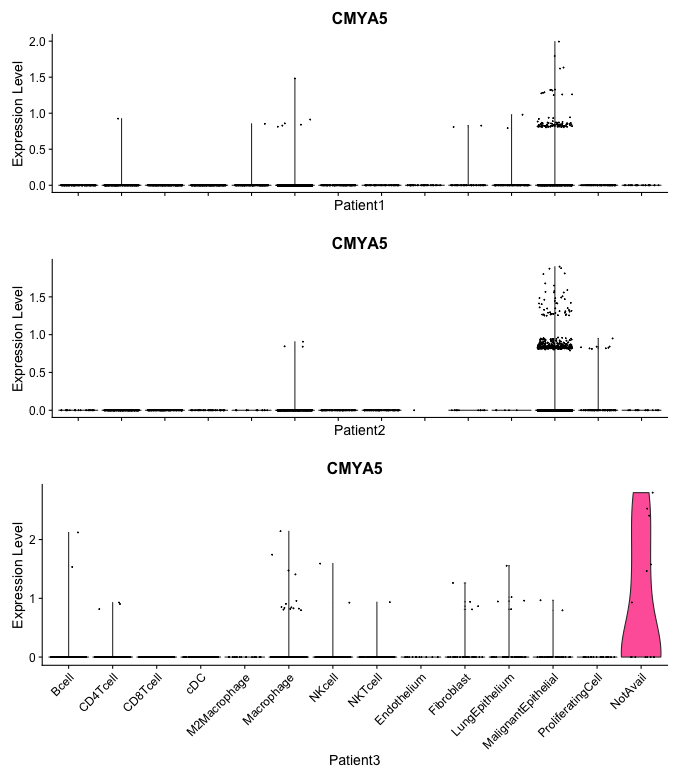 CMYA5
Expression Level
2.0
1.5
1.0
0.5
0.0
Patient1
CMYA5
Expression Level
1.5
1.0
0.5
0.0
Patient2
CMYA5
Expression Level
2
1
0
Bcell
CD4Tcell
CD8Tcell
cDC
M2Macrophage
Macrophage
NKcell
NKTcell
Endothelium
Fibroblast
LungEpithelium
MalignantEpithelial
ProliferatingCell
NotAvail
Patient3